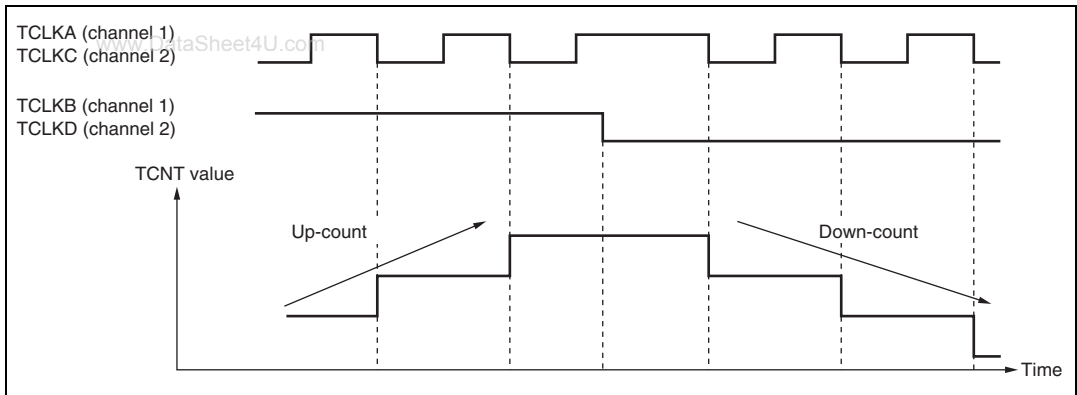 TCLKA (channel 1)
TCLKC (channel 2)
www.DataSheet4U.com
TCLKB (channel 1)
TCLKD (channel 2)
TCNT value
Up-count
Down-count
Time